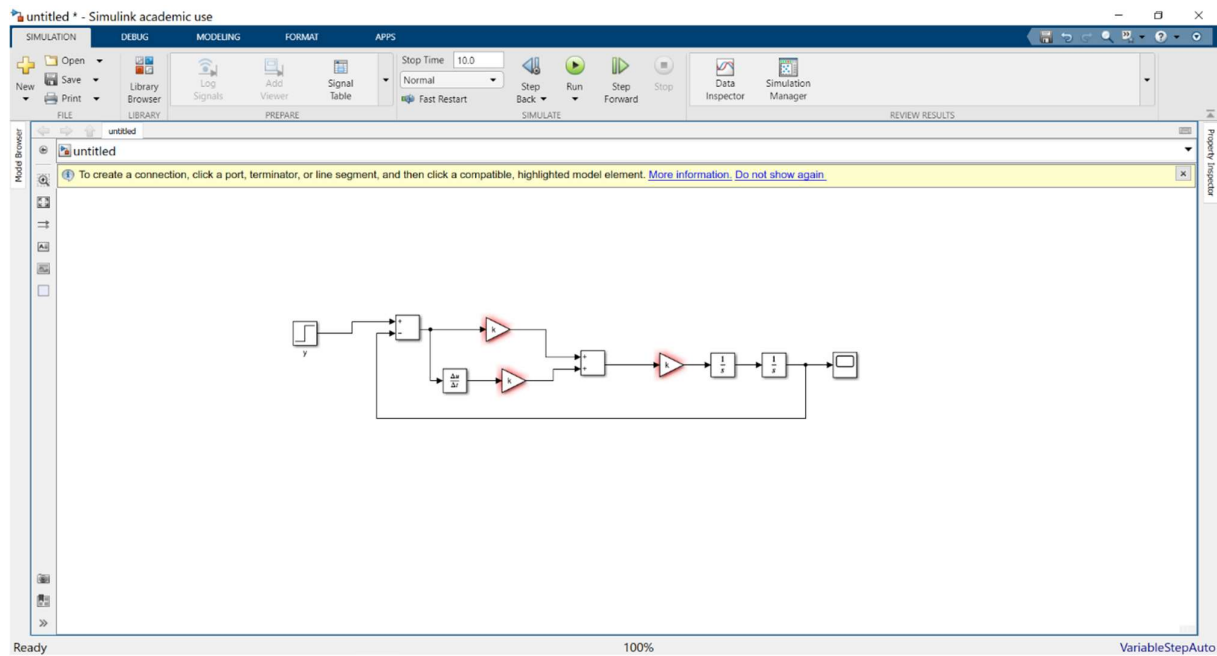 untitled * - Simulink academic use
SIMULATION DEBUG MODELING FORMAT APPS
New
Open
Save
Print
FILE
Library
Browser
LIBRARY
Log
Signals
Add
Viewer
Signal
Table
PREPARE
Stop Time 10.0
Normal
Fast Restart
Step
Back
Run
Step
Forward
Stop
SIMULATE
Data
Inspector
Simulation
Manager
REVIEW RESULTS
Model Browser
Property Inspector
untitled
untitled
To create a connection, click a port, terminator, or line segment, and then click a compatible, highlighted model element. More information. Do not show again
y
+
−
k
Δu
Δt
k
+
+
k
1
s
1
s
Ready 100% VariableStepAuto